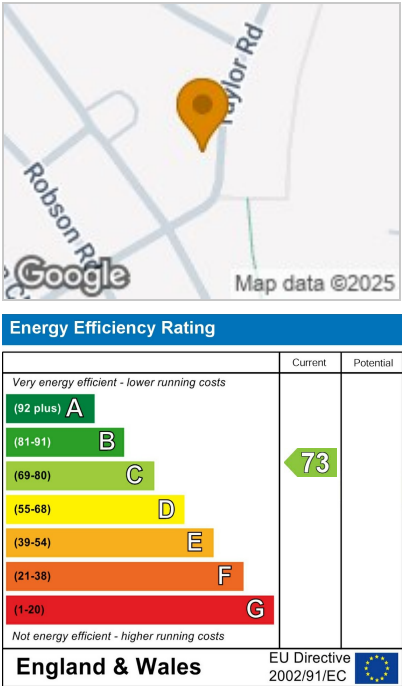 Taylor Rd
Robson Rd
Google
Map data ©2025
Energy Efficiency Rating
Current Potential
Very energy efficient - lower running costs
(92 plus) A
(81-91) B
(69-80) C
73
(55-68) D
(39-54) E
(21-38) F
(1-20) G
Not energy efficient - higher running costs
England & Wales
EU Directive
2002/91/EC